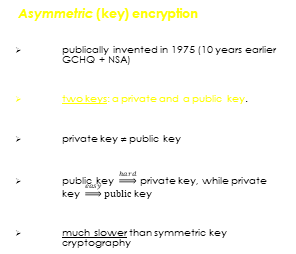 Asymmetric (key) encryption
➢ publically invented in 1975 (10 years earlier
GCHQ + NSA)
➢ two keys: a private and a public key.
➢ private key ≠ public key
➢ public key \overset{hard}{⟹} private key, while private
key \overset{easy}{⟹} public key
➢ much slower than symmetric key
cryptography